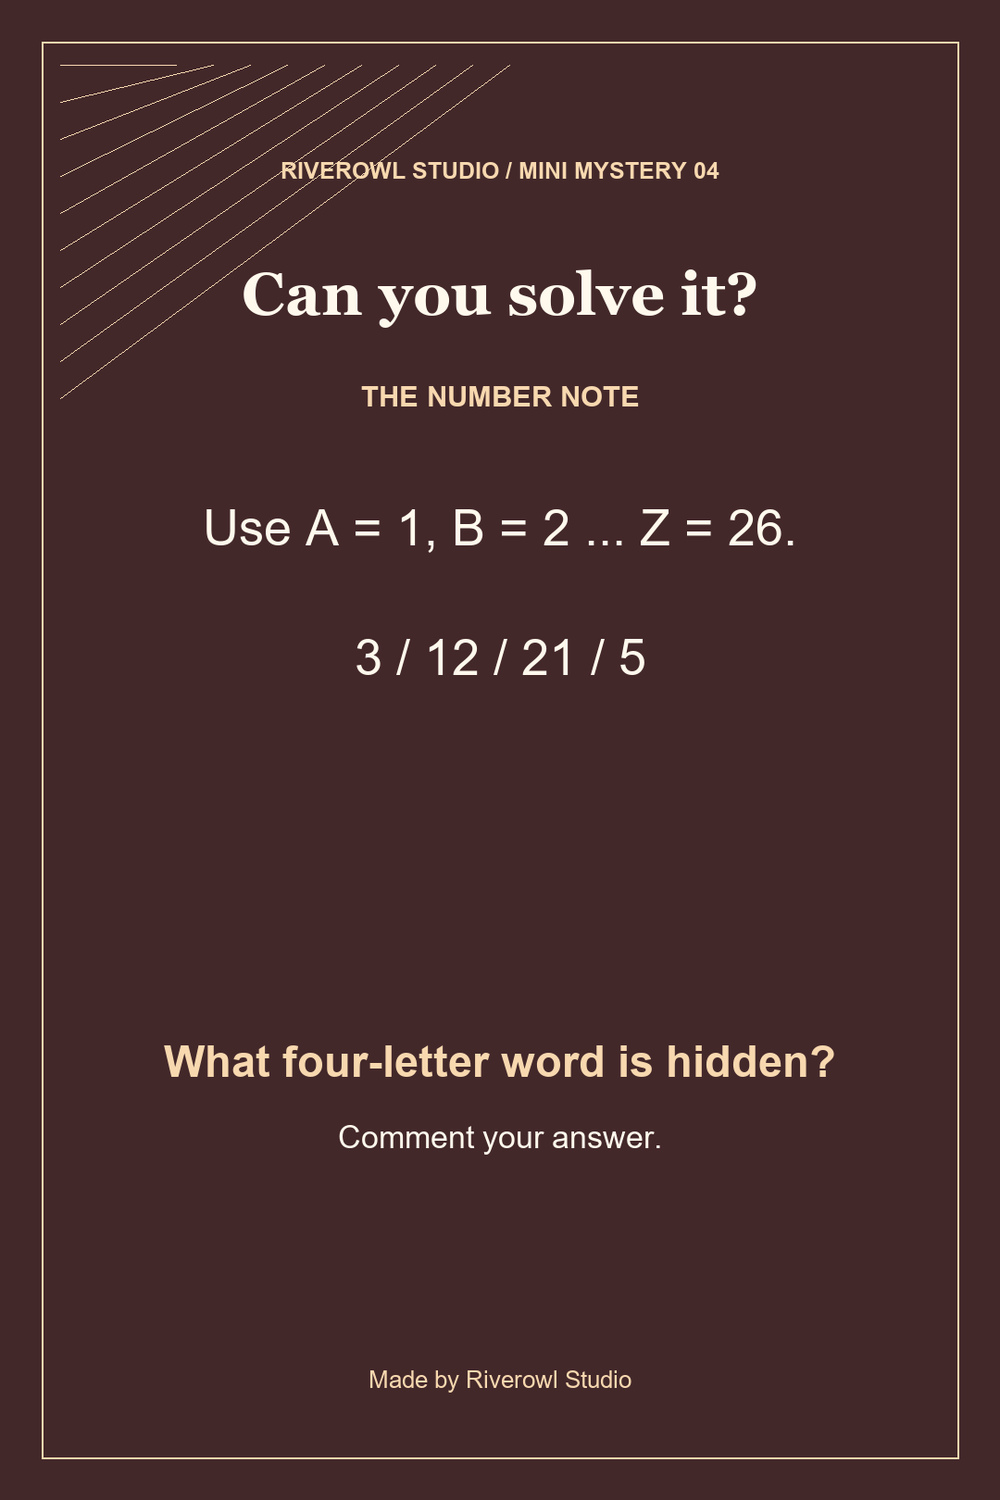 RIVEROWL STUDIO / MINI MYSTERY 04
Can you solve it?
THE NUMBER NOTE
Use A = 1, B = 2 ... Z = 26.
3 / 12 / 21 / 5
What four-letter word is hidden?
Comment your answer.
Made by Riverowl Studio